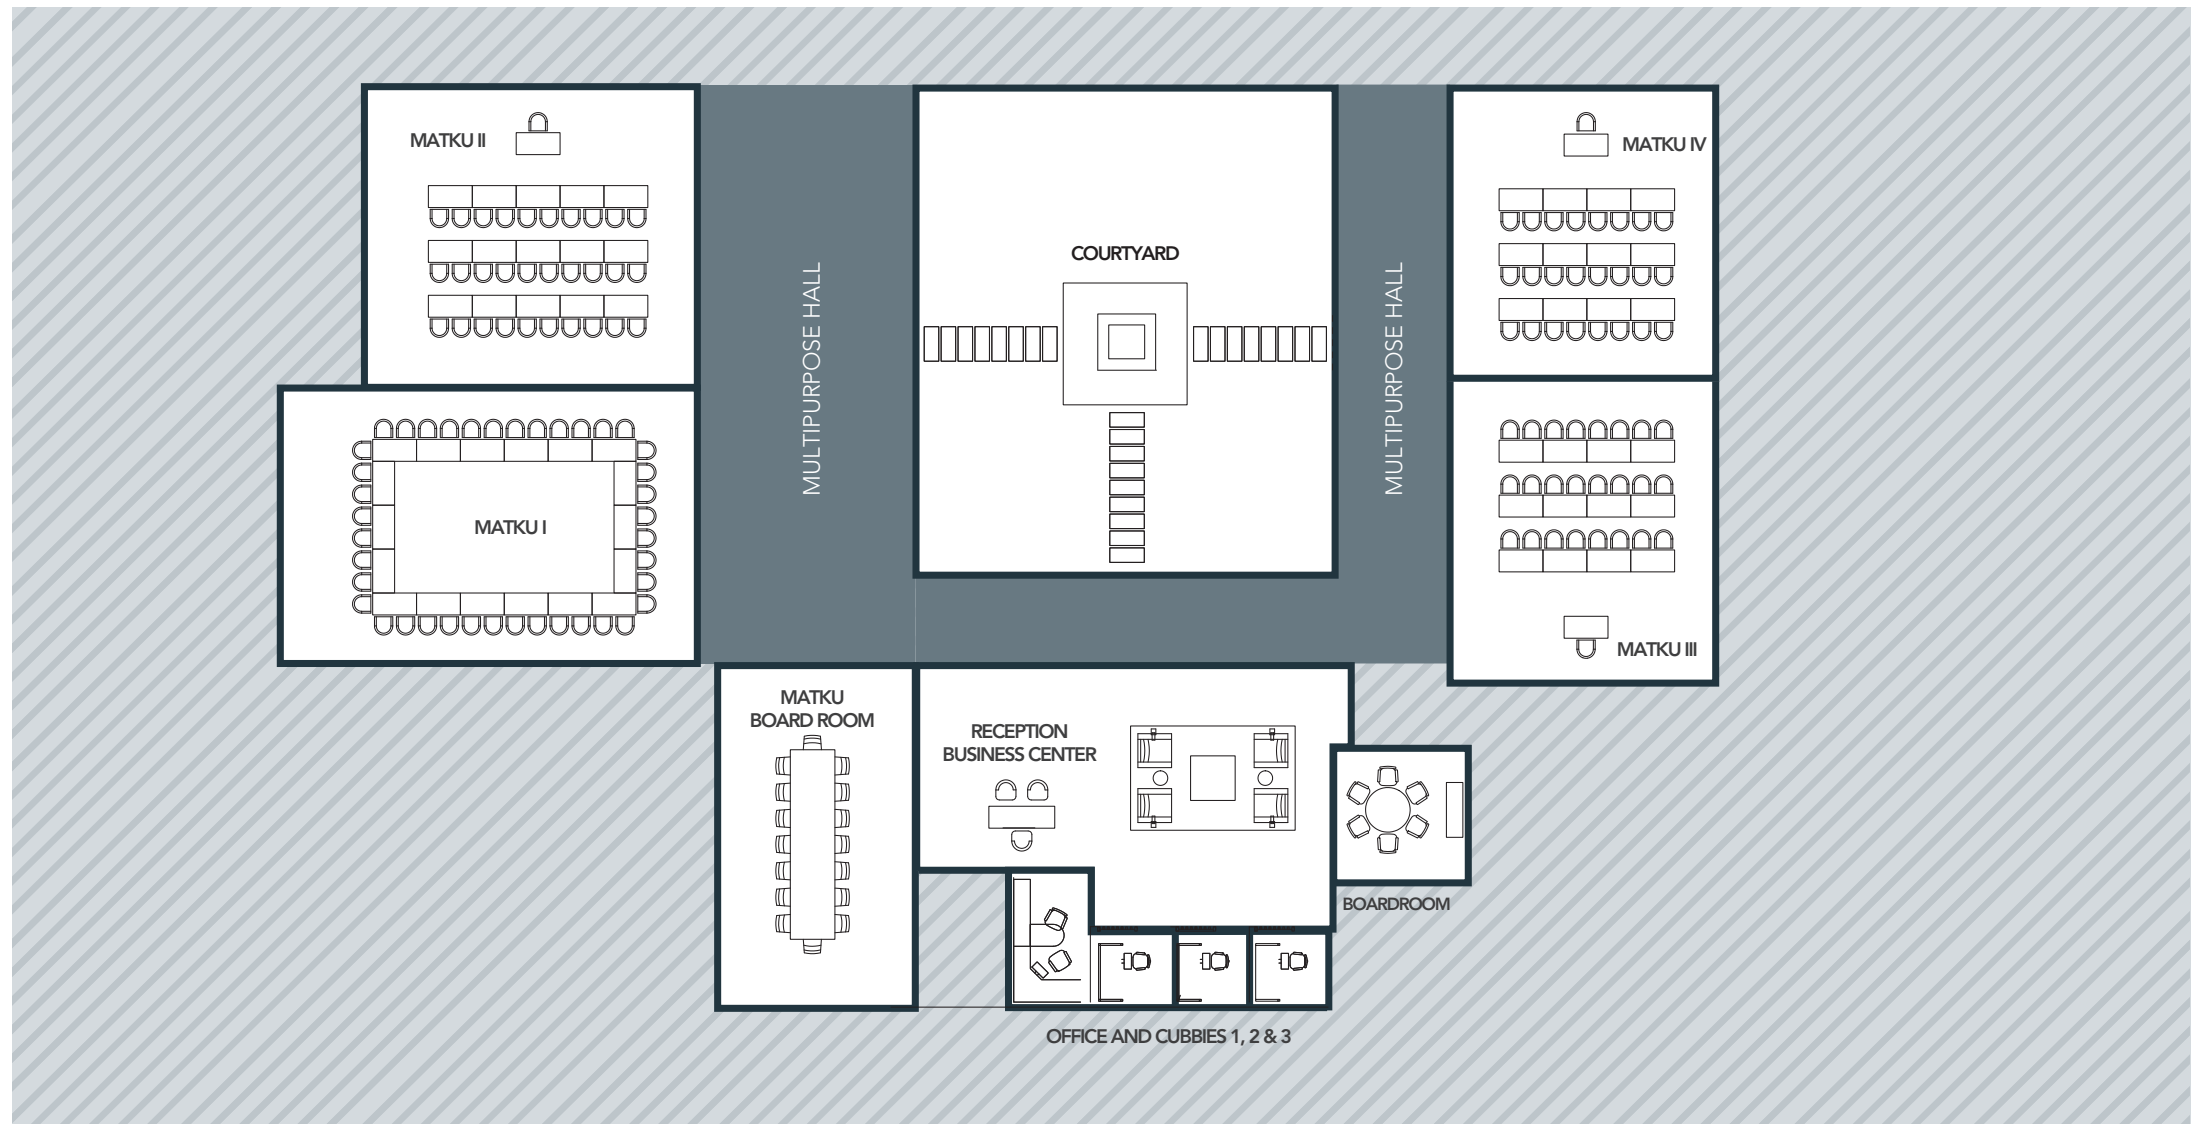 MATKU II
MATKU IV
COURTYARD
MULTIPURPOSE HALL
MULTIPURPOSE HALL
MATKU I
MATKU III
MATKU
BOARD ROOM
RECEPTION
BUSINESS CENTER
BOARDROOM
OFFICE AND CUBBIES 1, 2 & 3